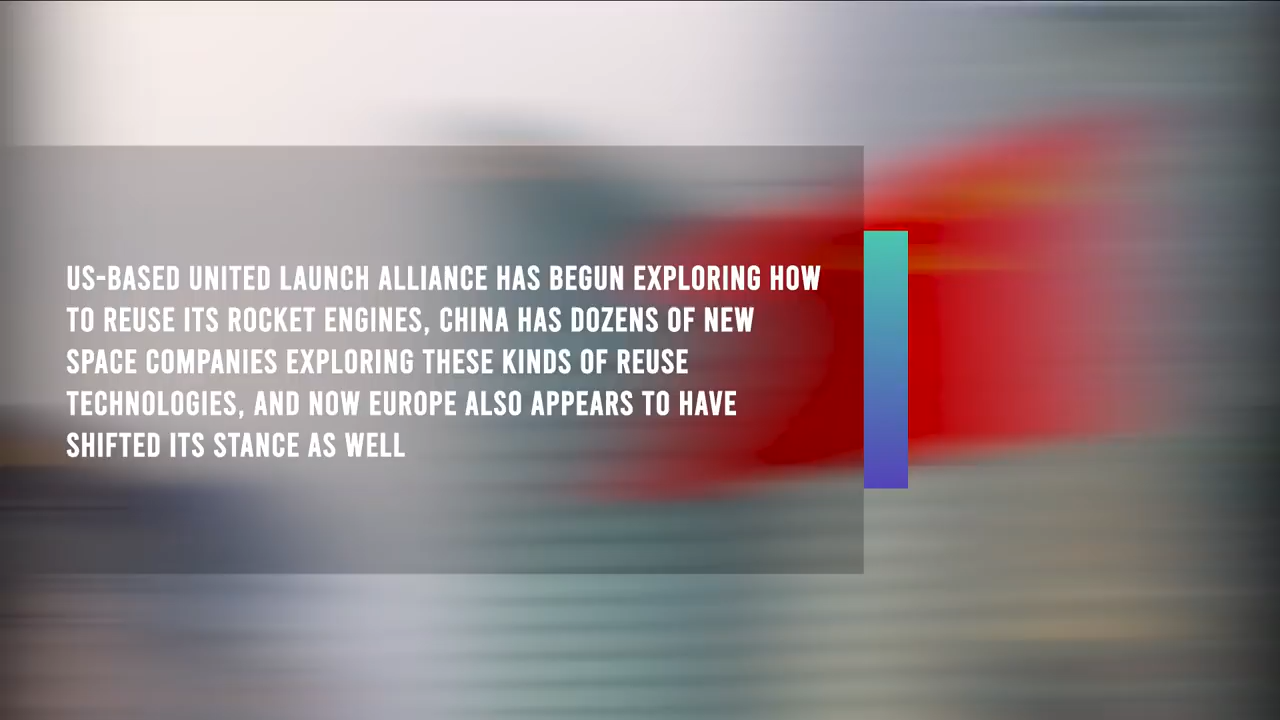 US-BASED UNITED LAUNCH ALLIANCE HAS BEGUN EXPLORING HOW
TO REUSE ITS ROCKET ENGINES, CHINA HAS DOZENS OF NEW
SPACE COMPANIES EXPLORING THESE KINDS OF REUSE
TECHNOLOGIES, AND NOW EUROPE ALSO APPEARS TO HAVE
SHIFTED ITS STANCE AS WELL